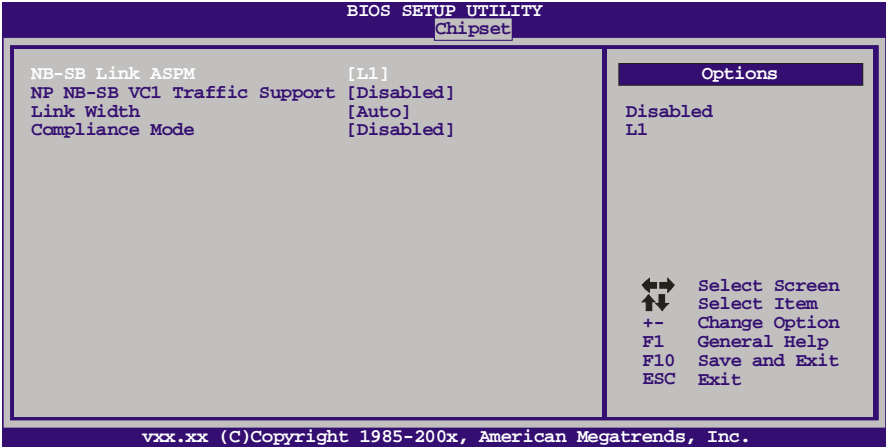 BIOS SETUP UTILITY
Chipset
NB-SB Link ASPM [L1]
NP NB-SB VC1 Traffic Support [Disabled]
Link Width [Auto]
Compliance Mode [Disabled]
Options
Disabled
L1
Select Screen
Select Item
+- Change Option
F1 General Help
F10 Save and Exit
ESC Exit
vxx.xx (C)Copyright 1985-200x, American Megatrends, Inc.